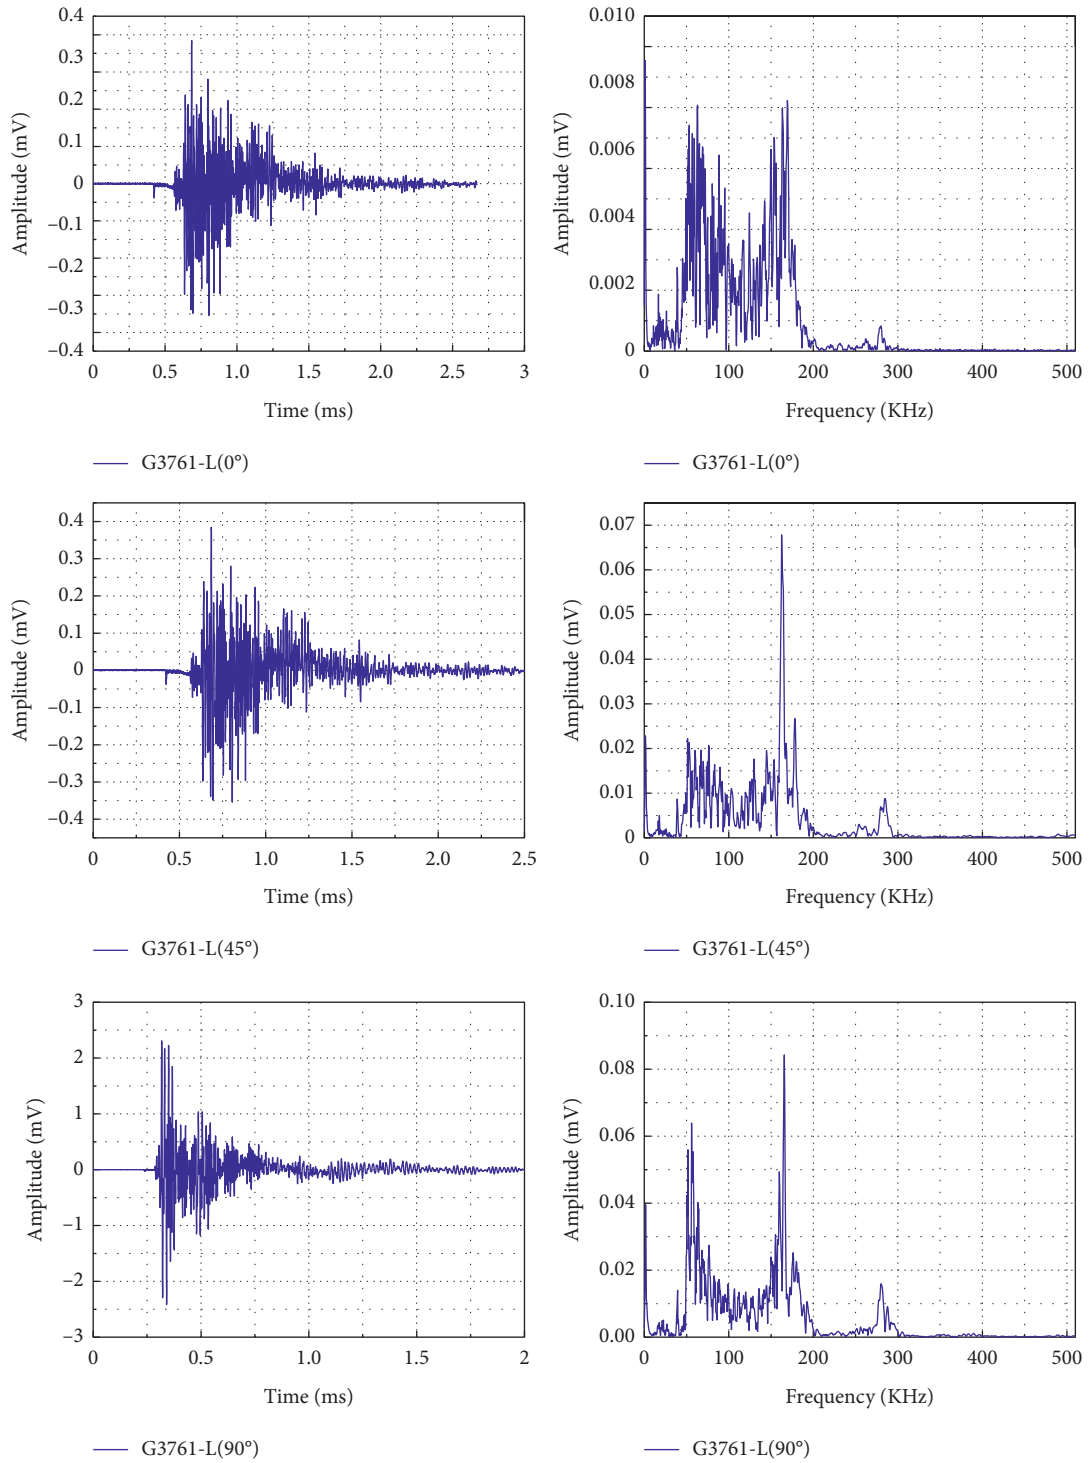 0.4
0.3
0.2
0.1
0
−0.1
−0.2
−0.3
−0.4
Amplitude (mV)
0 0.5 1.0 1.5 2.0 2.5 3
Time (ms)
G3761-L(0°)
0.010
0.008
0.006
0.004
0.002
0
Amplitude (mV)
0 100 200 300 400 500
Frequency (KHz)
G3761-L(0°)
0.4
0.3
0.2
0.1
0
−0.1
−0.2
−0.3
−0.4
Amplitude (mV)
0 0.5 1.0 1.5 2.0 2.5
Time (ms)
G3761-L(45°)
0.07
0.06
0.05
0.04
0.03
0.02
0.01
0
Amplitude (mV)
0 100 200 300 400 500
Frequency (KHz)
G3761-L(45°)
3
2
1
0
−1
−2
−3
Amplitude (mV)
0 0.5 1.0 1.5 2
Time (ms)
G3761-L(90°)
0.10
0.08
0.06
0.04
0.02
0.00
Amplitude (mV)
0 100 200 300 400 500
Frequency (KHz)
G3761-L(90°)